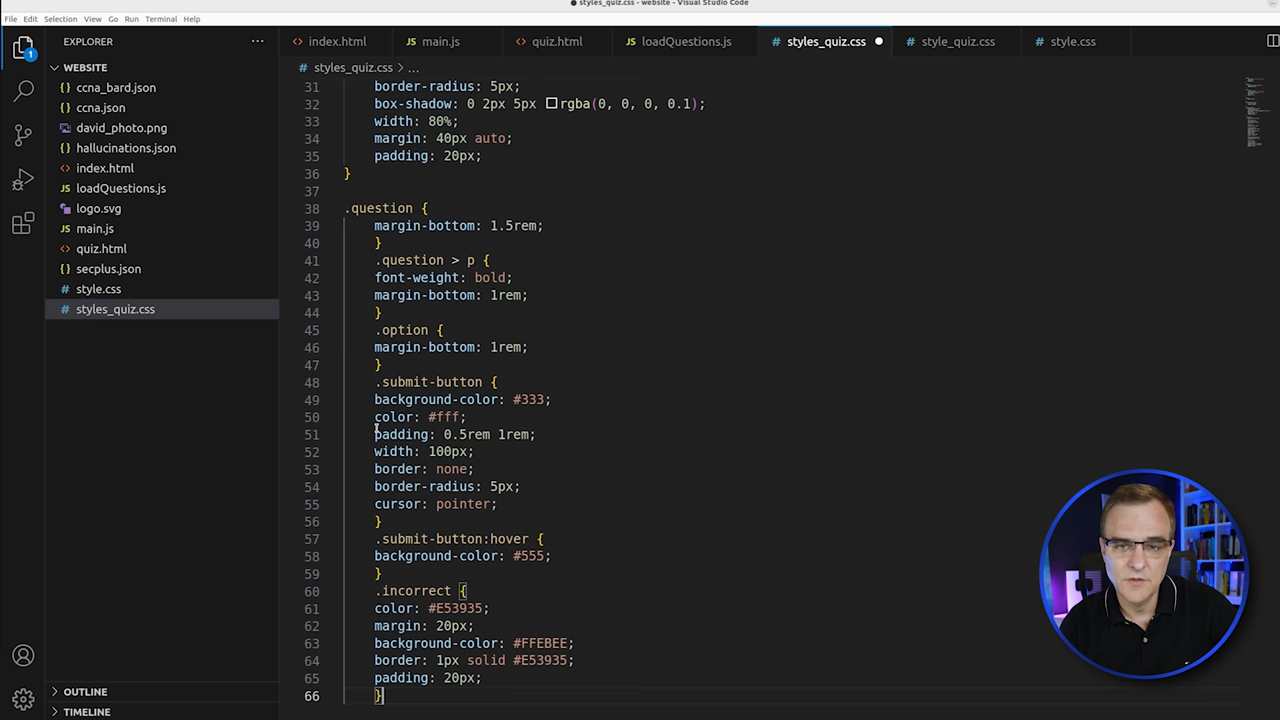 styles_quiz.css - website - Visual Studio Code
File Edit Selection View Go Run Terminal Help
EXPLORER
index.html
main.js
quiz.html
loadQuestions.js
styles_quiz.css
style_quiz.css
style.css
WEBSITE
styles_quiz.css > ...
ccna_bard.json
ccna.json
david_photo.png
hallucinations.json
index.html
loadQuestions.js
logo.svg
main.js
quiz.html
secplus.json
style.css
styles_quiz.css
OUTLINE
TIMELINE
1
31 border-radius: 5px;
32 box-shadow: 0 2px 5px rgba(0, 0, 0, 0.1);
33 width: 80%;
34 margin: 40px auto;
35 padding: 20px;
36 }
37
38 .question {
39 margin-bottom: 1.5rem;
40 }
41 .question > p {
42 font-weight: bold;
43 margin-bottom: 1rem;
44 }
45 .option {
46 margin-bottom: 1rem;
47 }
48 .submit-button {
49 background-color: #333;
50 color: #fff;
51 padding: 0.5rem 1rem;
52 width: 100px;
53 border: none;
54 border-radius: 5px;
55 cursor: pointer;
56 }
57 .submit-button:hover {
58 background-color: #555;
59 }
60 .incorrect {
61 color: #E53935;
62 margin: 20px;
63 background-color: #FFEBEE;
64 border: 1px solid #E53935;
65 padding: 20px;
66 }